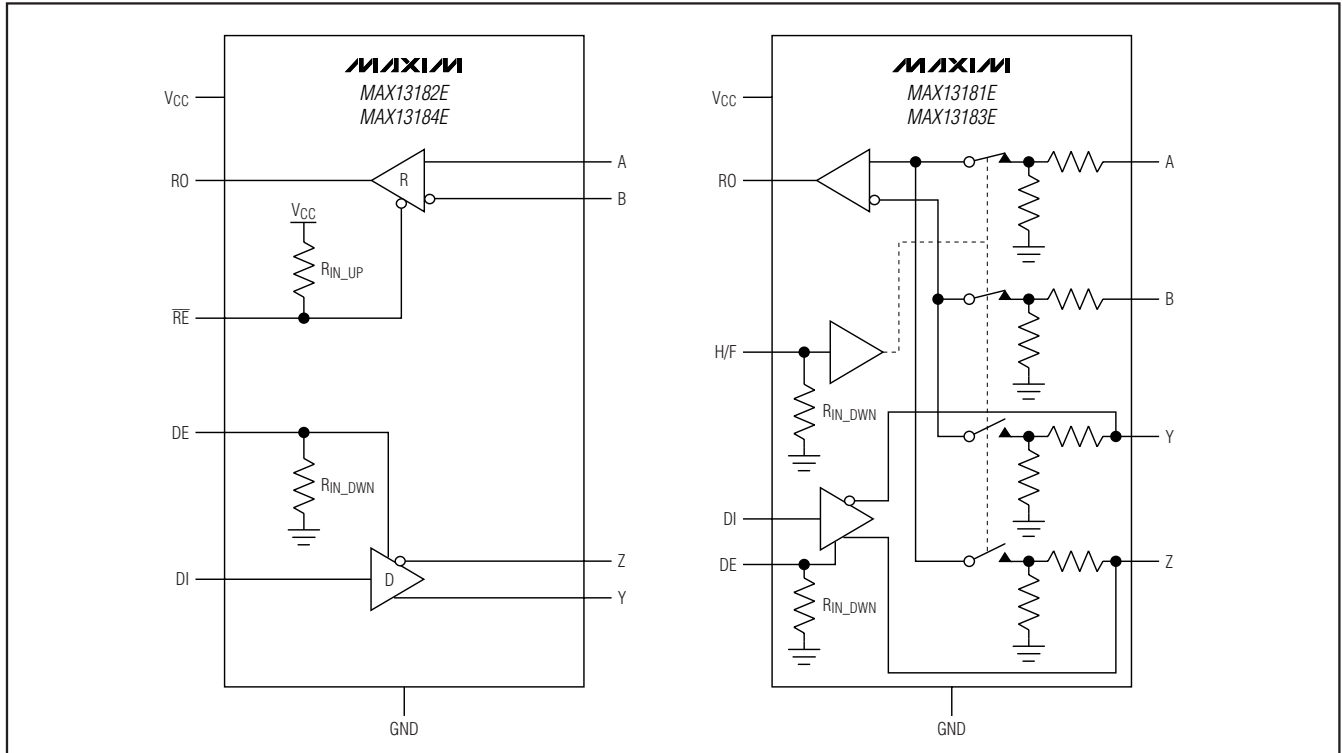 MAXIM
MAX13182E
MAX13184E
VCC
RO
VCC
RIN_UP
RE
DE
RIN_DWN
DI
R
A
B
D
Z
Y
GND
MAXIM
MAX13181E
MAX13183E
VCC
RO
H/F
RIN_DWN
DI
DE
RIN_DWN
A
B
Y
Z
GND